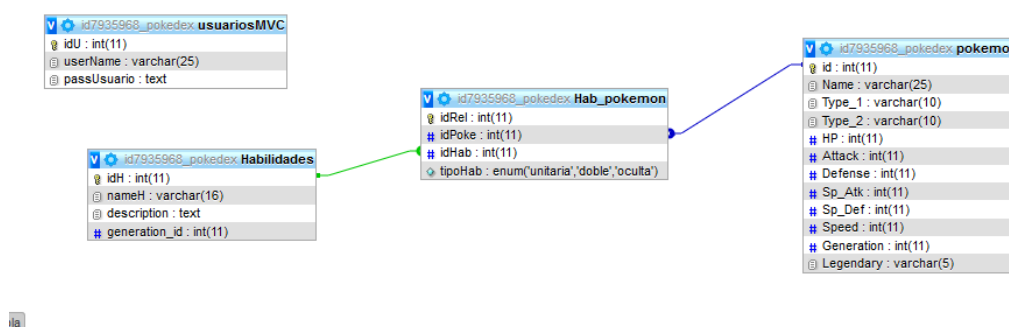 id7935968_pokedex usuariosMVC
idU : int(11)
userName : varchar(25)
passUsuario : text
id7935968_pokedex Habilidades
idH : int(11)
nameH : varchar(16)
description : text
generation_id : int(11)
id7935968_pokedex Hab_pokemon
idRel : int(11)
idPoke : int(11)
idHab : int(11)
tipoHab : enum('unitaria','doble','oculta')
id7935968_pokedex pokemo
id : int(11)
Name : varchar(25)
Type_1 : varchar(10)
Type_2 : varchar(10)
HP : int(11)
Attack : int(11)
Defense : int(11)
Sp_Atk : int(11)
Sp_Def : int(11)
Speed : int(11)
Generation : int(11)
Legendary : varchar(5)